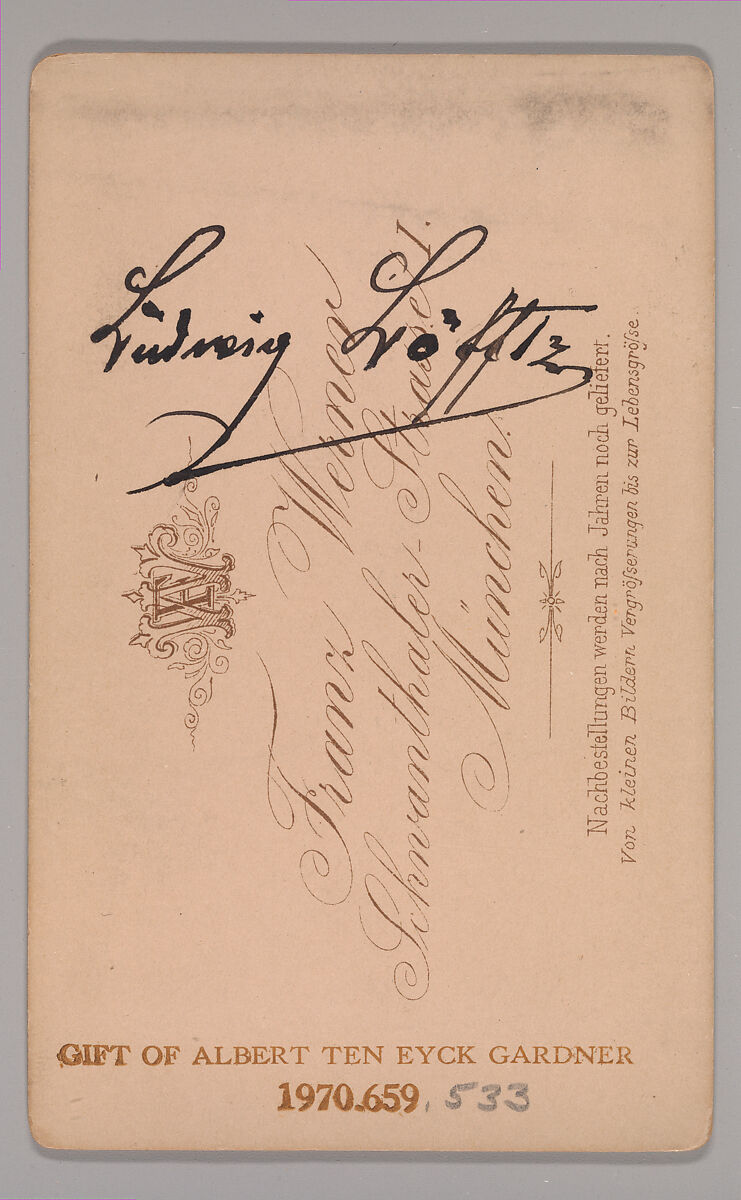 Ludwig Löfftz
Franz Werner
Schwanthaler-Strasse 1.
München.
Nachbestellungen werden nach Jahren noch geliefert.
Von kleinen Bildern Vergröſserungen bis zur Lebensgröſse.
GIFT OF ALBERT TEN EYCK GARDNER
1970.659.533